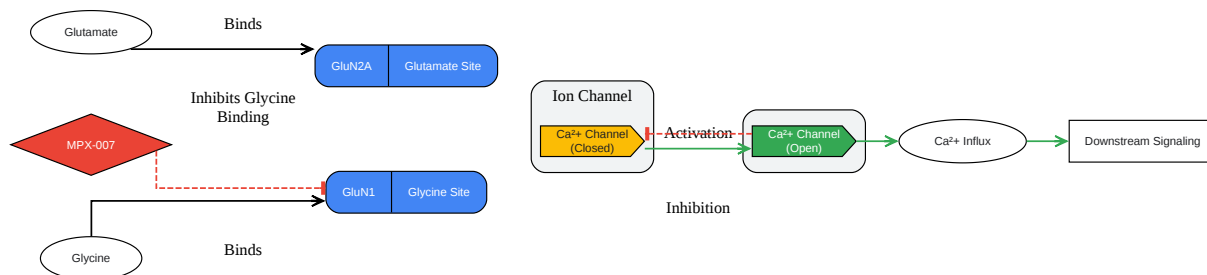 Glutamate
Binds
GluN2A
Glutamate Site
Inhibits Glycine
Binding
MPX-007
GluN1
Glycine Site
Glycine
Binds
Ion Channel
Ca²+ Channel
(Closed)
Activation
Ca²+ Channel
(Open)
Inhibition
Ca²+ Influx
Downstream Signaling